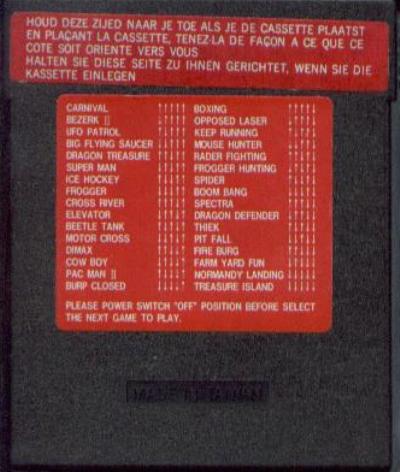 HOUD DEZE ZIJED NAAR JE TOE ALS JE DE CASSETTE PLAATST
EN PLAÇANT LA CASSETTE, TENEZ-LA DE FAÇON A CE QUE CE
COTE SOIT ORIENTE VERS VOUS
HALTEN SIE DIESE SEITE ZU IHNEN GERICHTET, WENN SIE DIE
KASSETTE EINLEGEN
CARNIVAL BOXING
BEZERK II OPPOSED LASER
UFO PATROL KEEP RUNNING
BIG FLYING SAUCER MOUSE HUNTER
DRAGON TREASURE RADER FIGHTING
SUPER MAN FROGGER HUNTING
ICE HOCKEY SPIDER
FROGGER BOOM BANG
CROSS RIVER SPECTRA
ELEVATOR DRAGON DEFENDER
BEETLE TANK THIEK
MOTOR CROSS PIT FALL
DIMAX FIRE BURG
COW BOY FARM YARD FUN
PAC MAN II NORMANDY LANDING
BURP CLOSED TREASURE ISLAND
PLEASE POWER SWITCH "OFF" POSITION BEFORE SELECT
THE NEXT GAME TO PLAY.
MADE IN TAIWAN